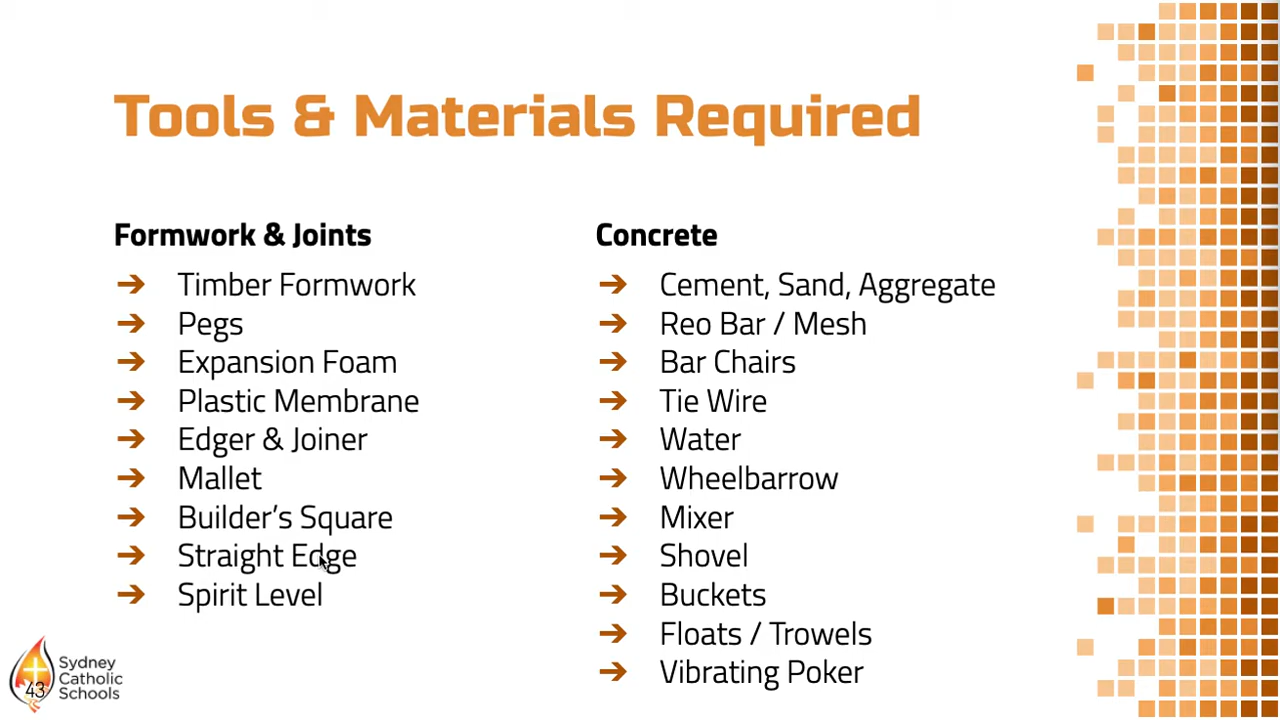 Tools & Materials Required
Formwork & Joints
➔ Timber Formwork
➔ Pegs
➔ Expansion Foam
➔ Plastic Membrane
➔ Edger & Joiner
➔ Mallet
➔ Builder’s Square
➔ Straight Edge
➔ Spirit Level
Concrete
➔ Cement, Sand, Aggregate
➔ Reo Bar / Mesh
➔ Bar Chairs
➔ Tie Wire
➔ Water
➔ Wheelbarrow
➔ Mixer
➔ Shovel
➔ Buckets
➔ Floats / Trowels
➔ Vibrating Poker
43
Sydney
Catholic
Schools